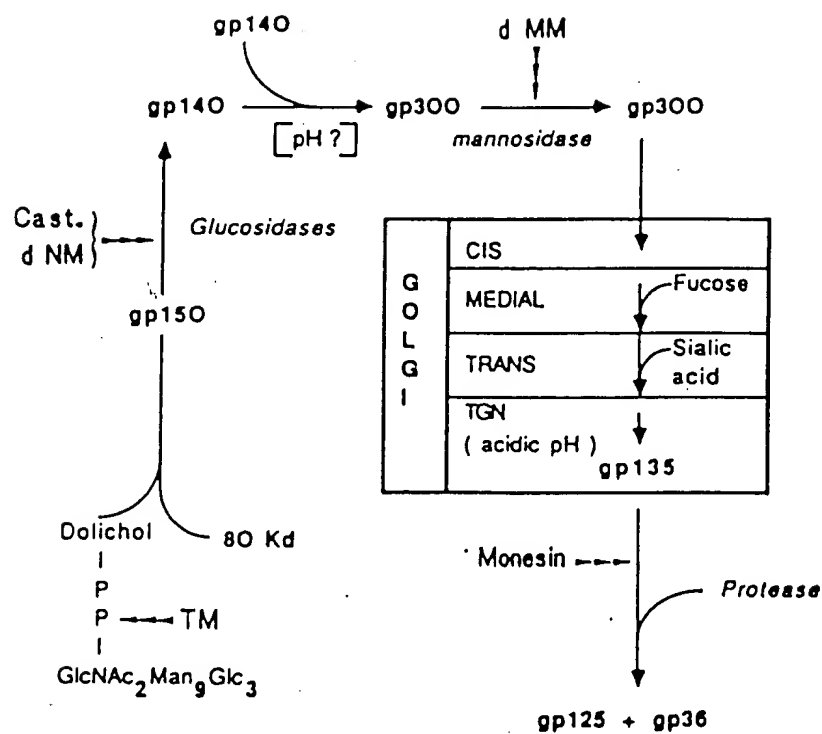 gp140
d MM
gp140
gp300
gp300
[pH ?]
mannosidase
Cast.
d NM
Glucosidases
gp150
GOLGI
CIS
MEDIAL
Fucose
TRANS
Sialic
acid
TGN
( acidic pH )
gp135
Dolichol
80 Kd
I
P
P
TM
I
GlcNAc2Man9Glc3
Monesin
Protease
gp125 + gp36